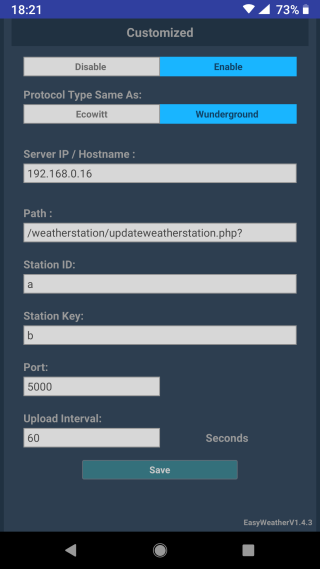 18:21 73%
Customized
Disable Enable
Protocol Type Same As:
Ecowitt Wunderground
Server IP / Hostname :
192.168.0.16
Path :
/weatherstation/updateweatherstation.php?
Station ID:
a
Station Key:
b
Port:
5000
Upload Interval:
60 Seconds
Save
EasyWeatherV1.4.3